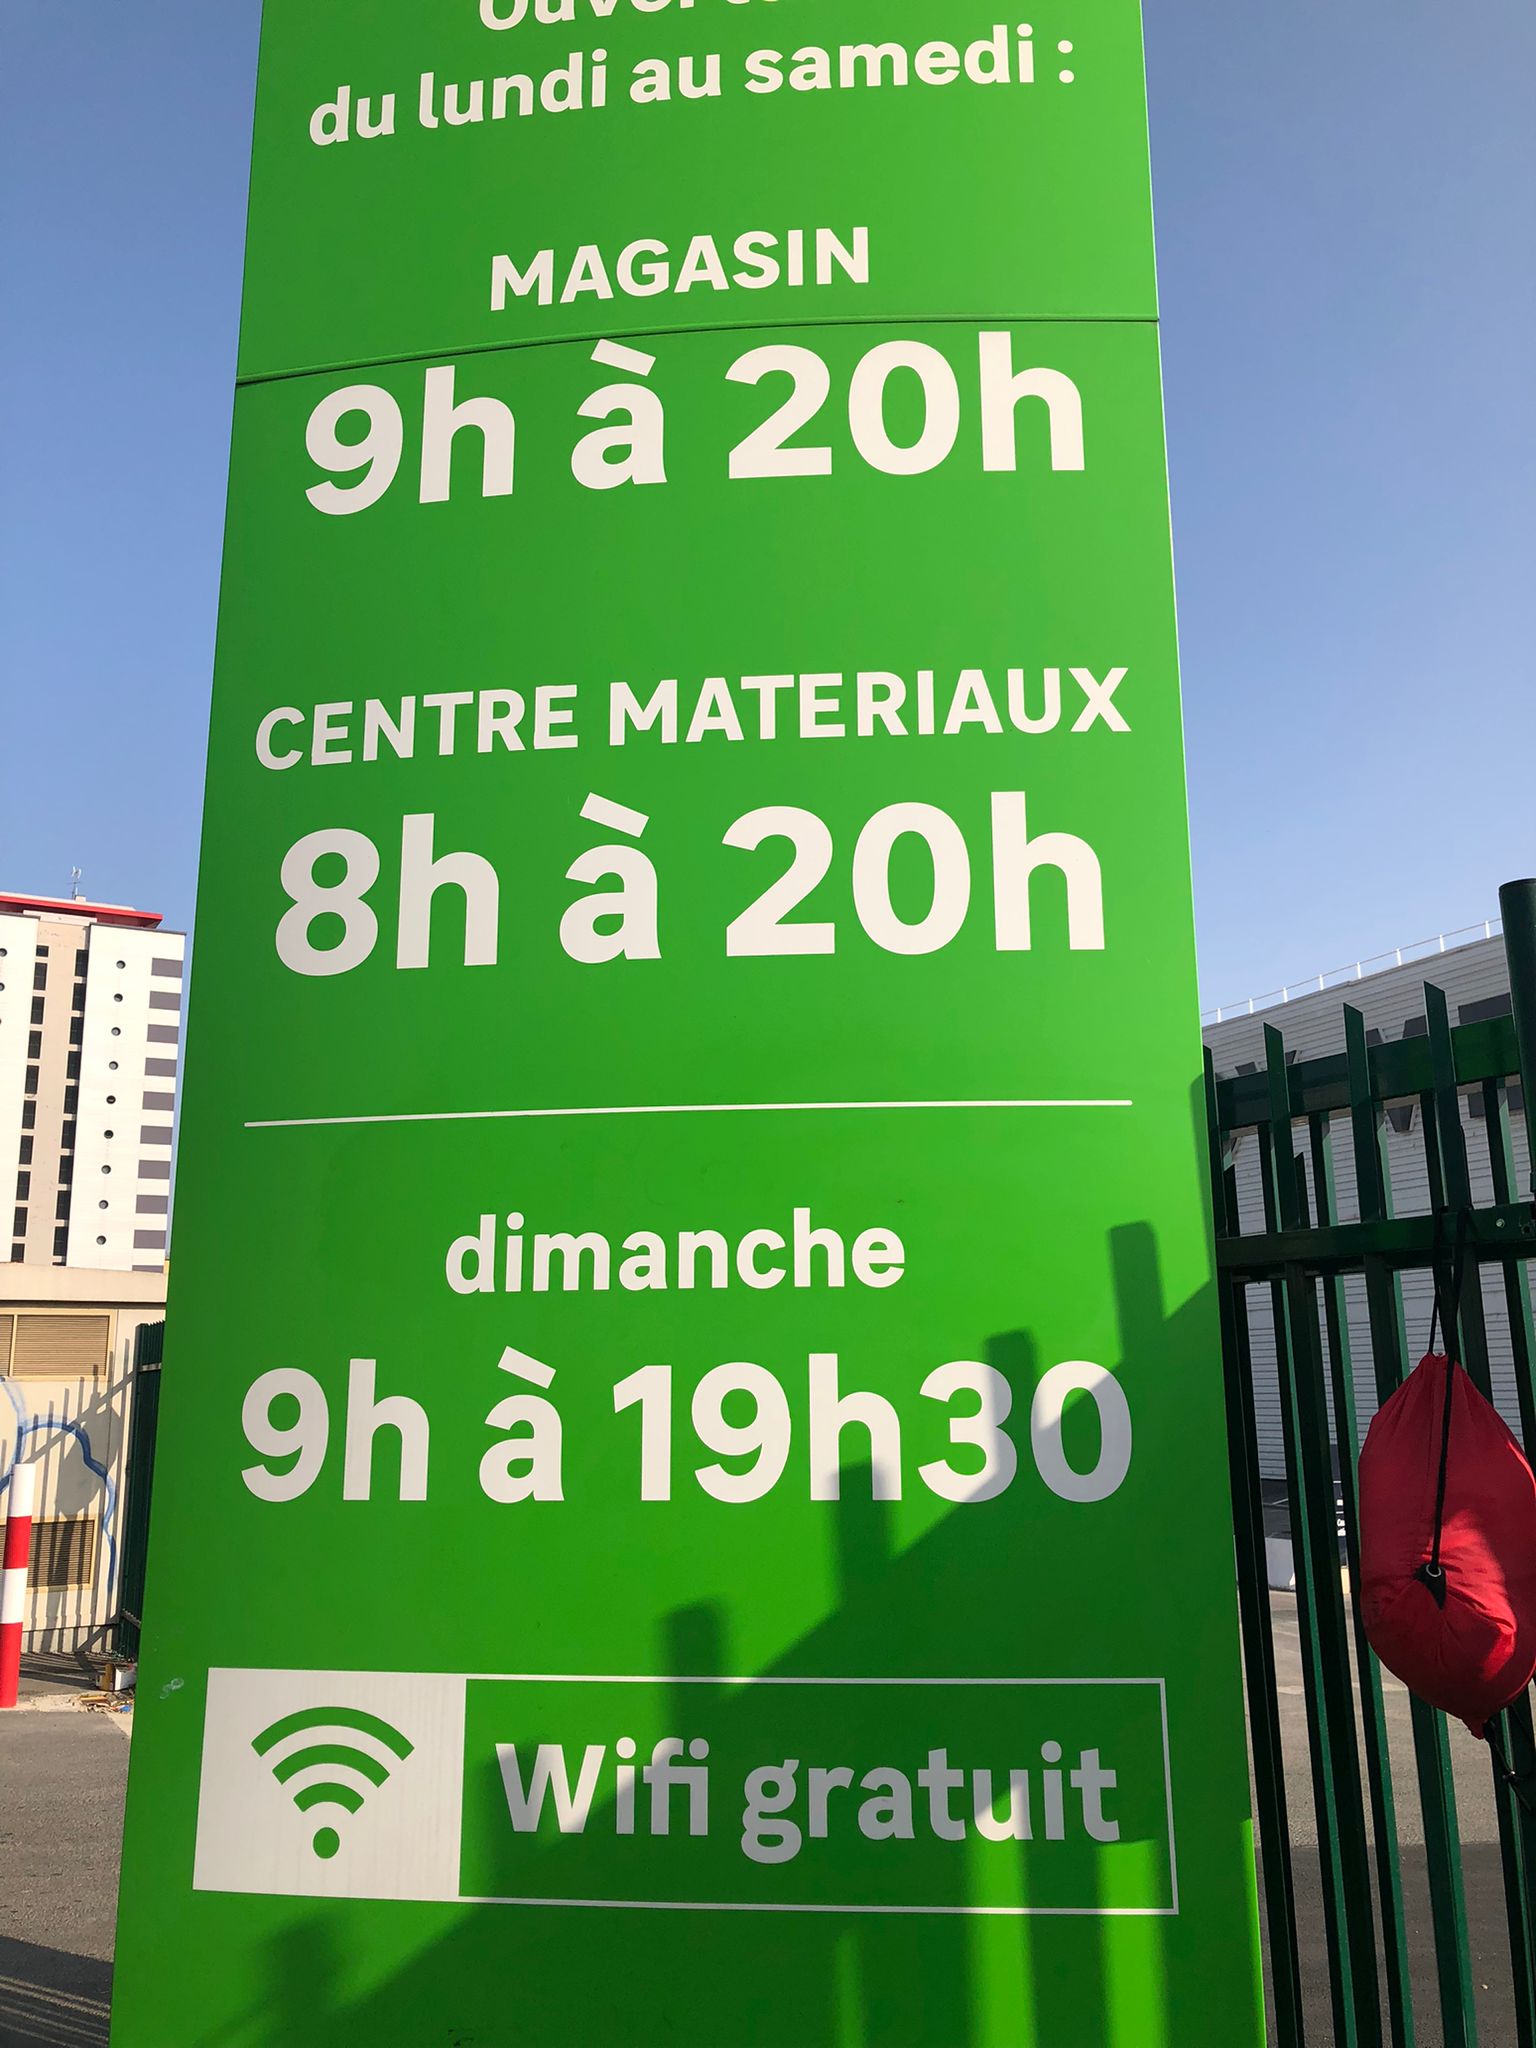 du lundi au samedi :
MAGASIN
9h à 20h
CENTRE MATERIAUX
8h à 20h
dimanche
9h à 19h30
Wifi gratuit